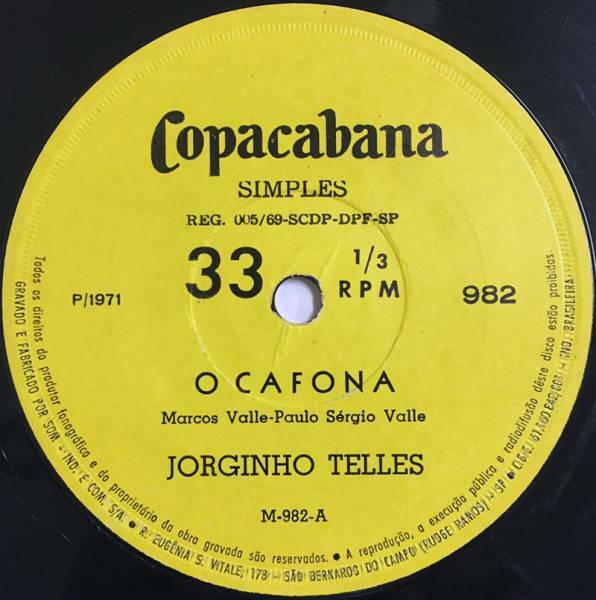 Copacabana
SIMPLES
REG. 005/69-SCDP-DPF-SP
33 1/3 RPM
P/1971
982
O CAFONA
Marcos Valle-Paulo Sérgio Valle
JORGINHO TELLES
M-982-A
Todos os direitos do produtor fonográfico e do proprietário da obra gravada são reservados. ● A reprodução, a execução pública e radiodifusão dêste disco estão proibidas.
GRAVADO E FABRICADO POR SOM - IND. E COM. S/A. ● R. EUGÊNIA S. VITALE, 173 - SÃO BERNARDO DO CAMPO (RUDGE RAMOS) - SP. IND. BRASILEIRA